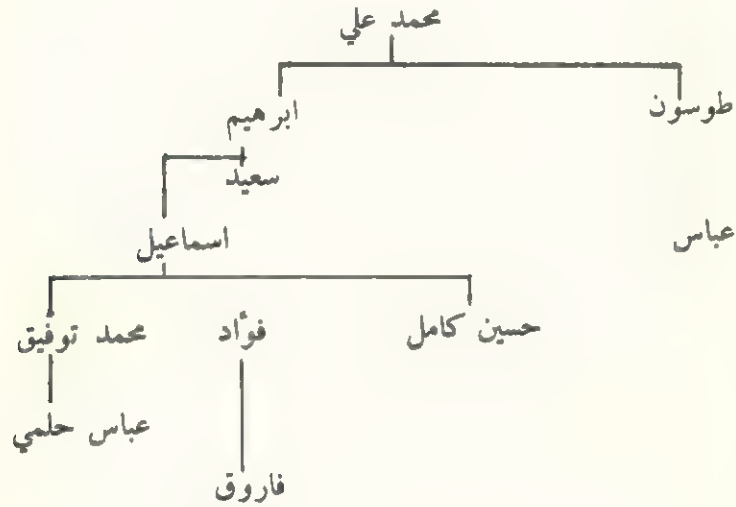 محمد علي
طوسون
ابرهيم
سعيد
عباس
اسماعيل
حسين كامل
فؤاد
محمد توفيق
عباس حلمي
فاروق